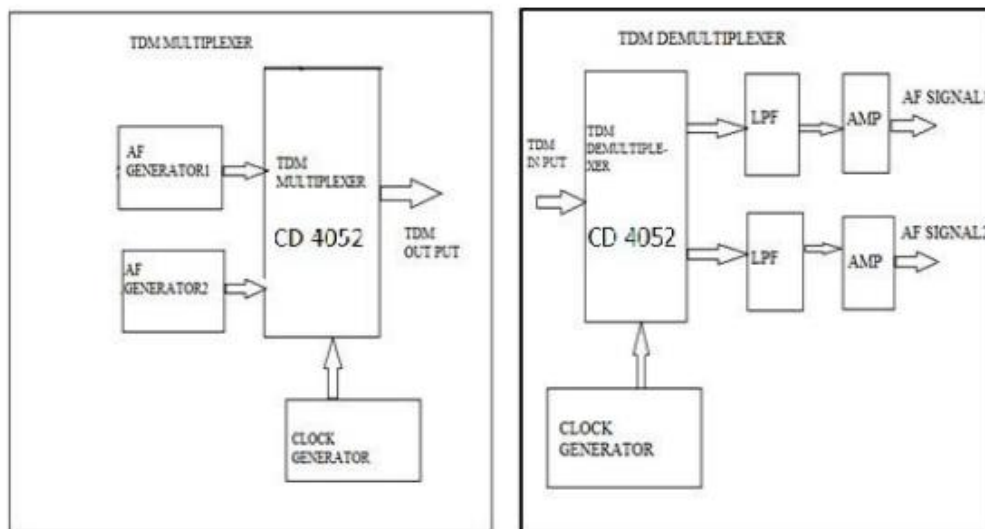 TDM MULTIPLEXER
AF
GENERATOR1
TDM
MULTIPLEXER
CD 4052
TDM
OUT PUT
AF
GENERATOR2
CLOCK
GENERATOR
TDM DEMULTIPLEXER
TDM
IN PUT
TDM
DEMULTIPLE-
XER
CD 4052
LPF
AMP
AF SIGNAL1
LPF
AMP
AF SIGNAL2
CLOCK
GENERATOR